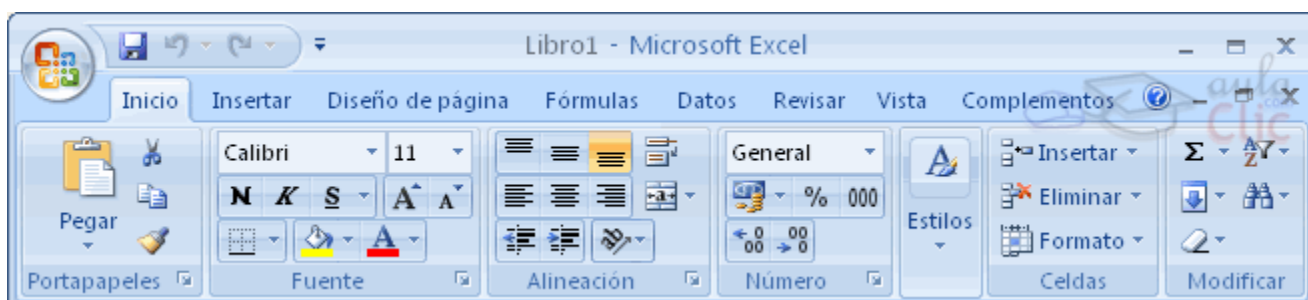 Libro1 - Microsoft Excel
Inicio Insertar Diseño de página Fórmulas Datos Revisar Vista Complementos
aula
Clic
.com
Calibri 11 General Insertar Σ
N K S A A % 000 Eliminar
Pegar A Estilos Formato
Portapapeles Fuente Alineación Número Celdas Modificar